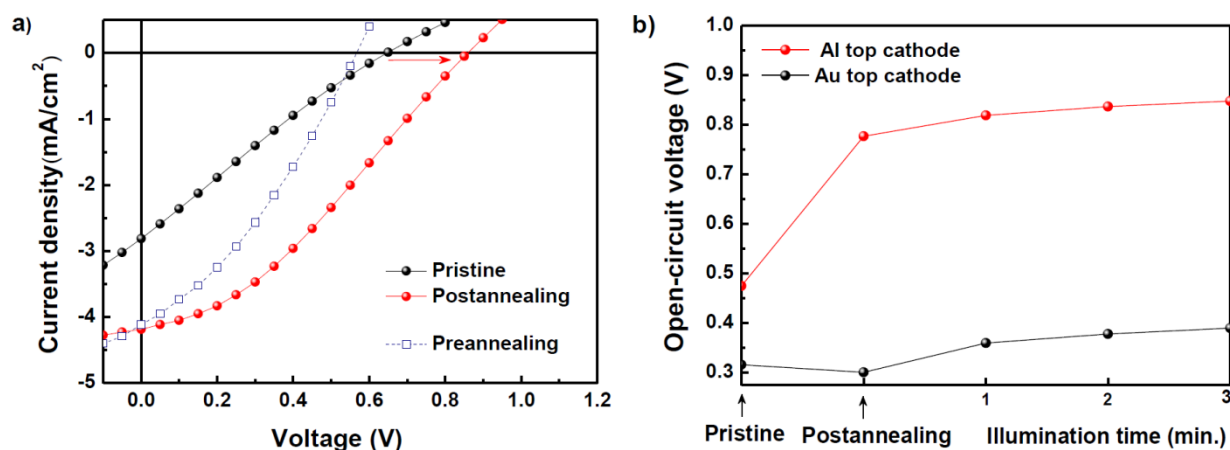 a)
Current density(mA/cm²)
0
-1
-2
-3
-4
-5
Pristine
Postannealing
Preannealing
0.0 0.2 0.4 0.6 0.8 1.0 1.2
Voltage (V)
b)
Open-circuit voltage (V)
1.0
0.9
0.8
0.7
0.6
0.5
0.4
0.3
Al top cathode
Au top cathode
1 2 3
Pristine Postannealing Illumination time (min.)